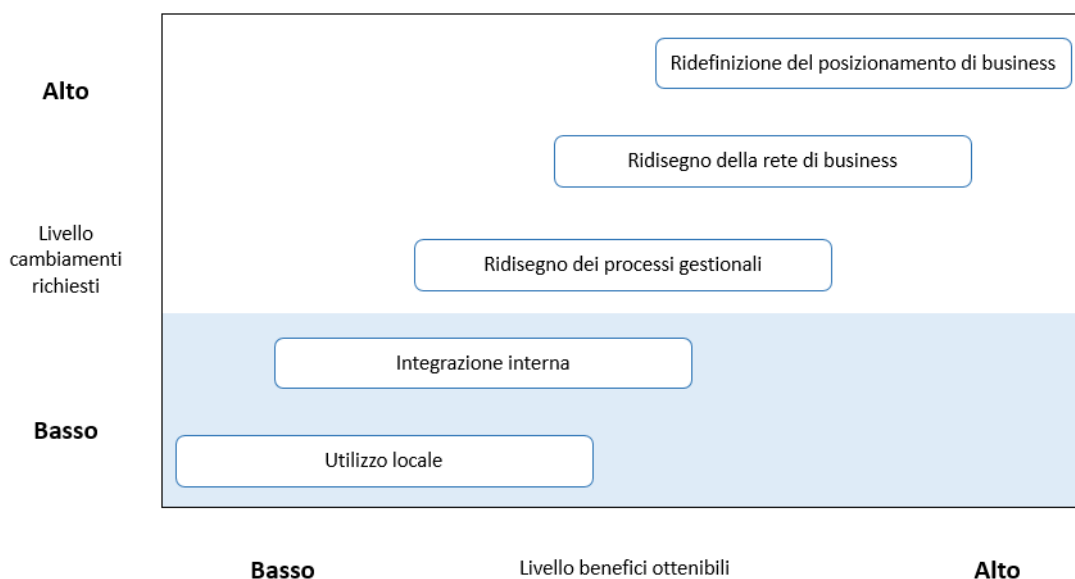 Ridefinizione del posizionamento di business
Alto
Ridisegno della rete di business
Livello
cambiamenti
richiesti
Ridisegno dei processi gestionali
Integrazione interna
Basso
Utilizzo locale
Basso
Livello benefici ottenibili
Alto